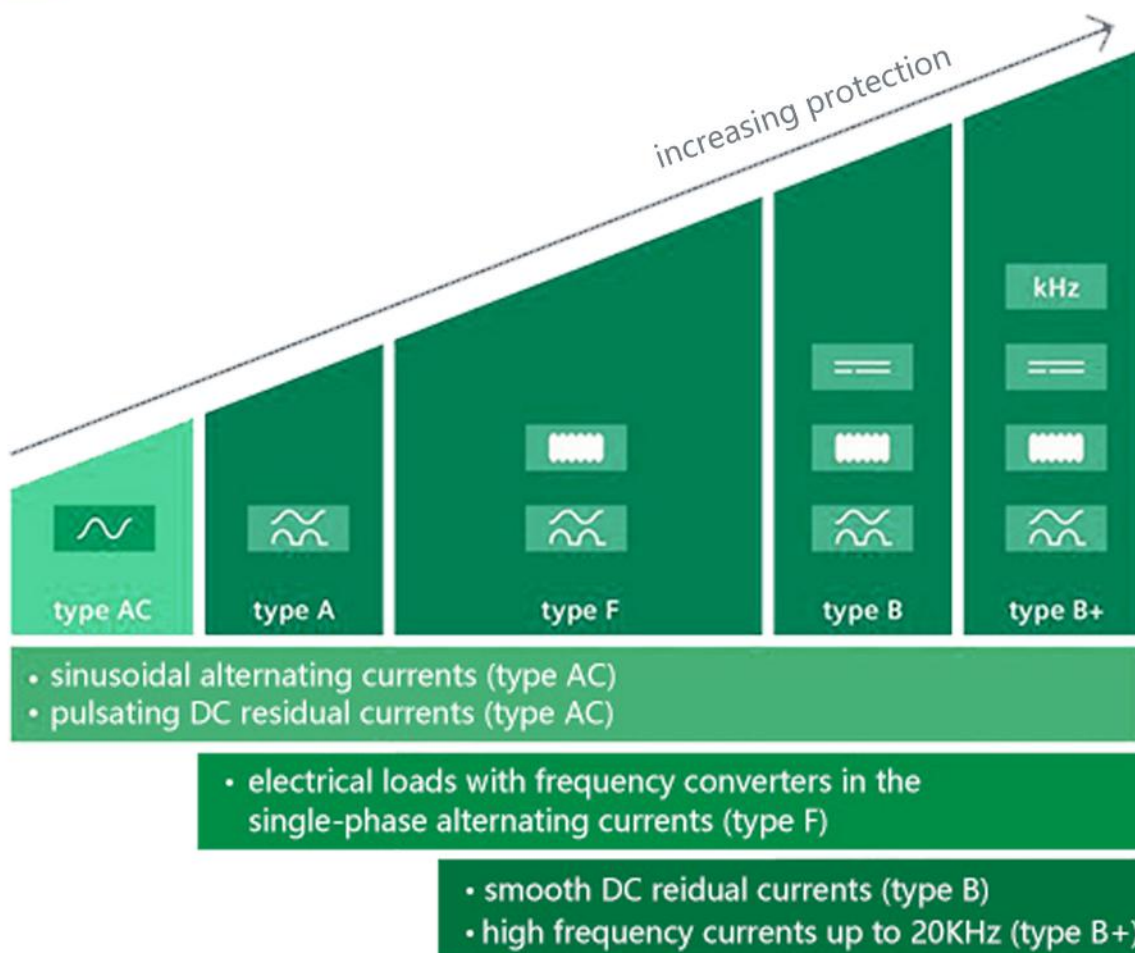 increasing protection
kHz
type AC
type A
type F
type B
type B+
• sinusoidal alternating currents (type AC)
• pulsating DC residual currents (type AC)
• electrical loads with frequency converters in the
single-phase alternating currents (type F)
• smooth DC reidual currents (type B)
• high frequency currents up to 20KHz (type B+)